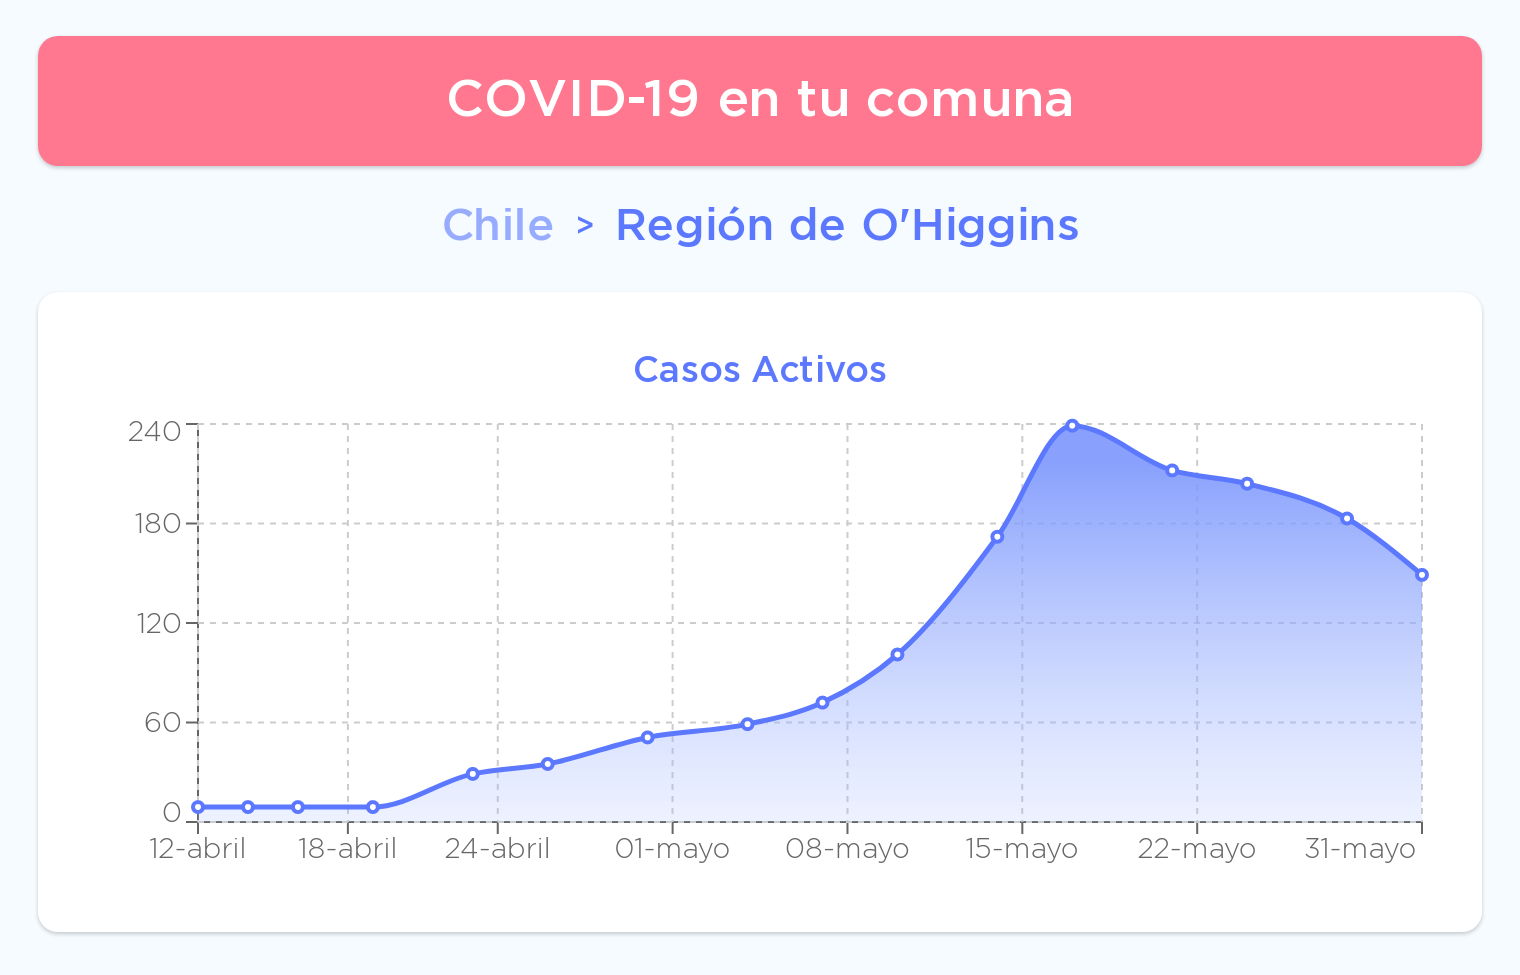 COVID-19 en tu comuna
Chile > Región de O'Higgins
Casos Activos
240
180
120
60
0
12-abril 18-abril 24-abril 01-mayo 08-mayo 15-mayo 22-mayo 31-mayo